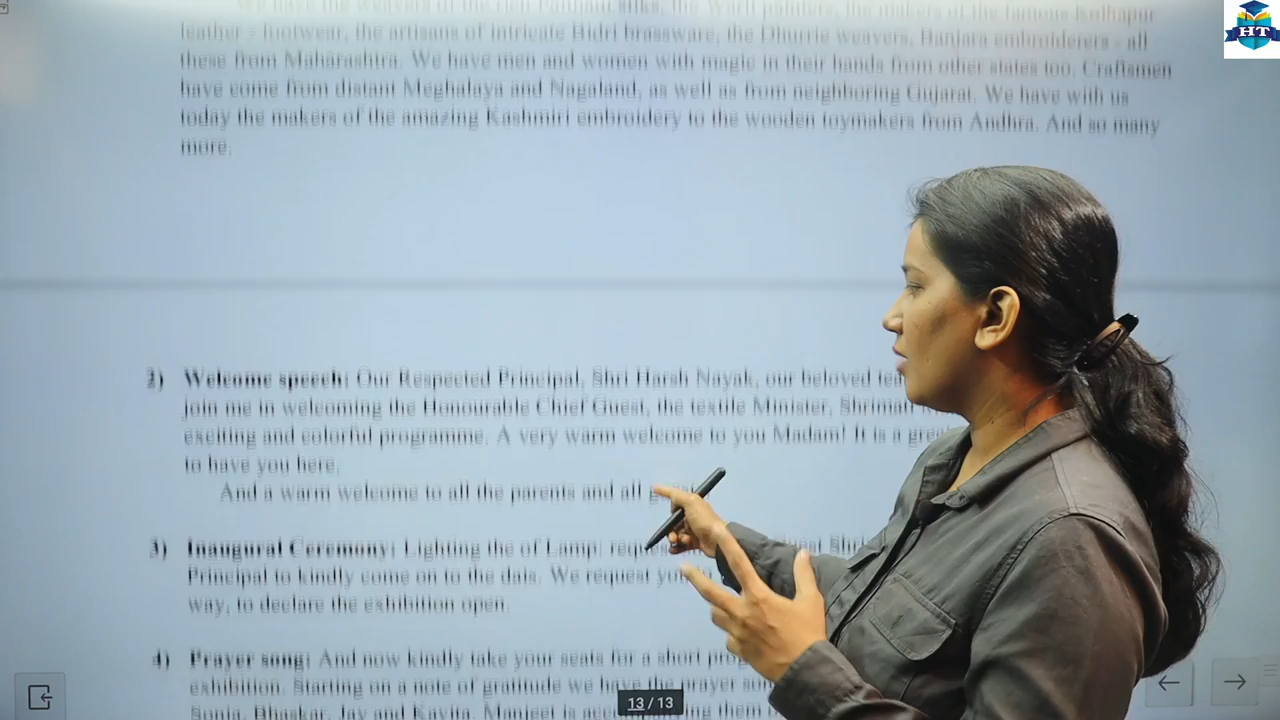 We have the weavers of the rich Paithani silks, the Warli painters, the makers of the famous Kolhapur
leather - footwear, the artisans of intricate Bidri brassware, the Dhurrie weavers, Banjara embroiderers - all
these from Maharashtra. We have men and women with magic in their hands from other states too. Craftsmen
have come from distant Meghalaya and Nagaland, as well as from neighboring Gujarat. We have with us
today the makers of the amazing Kashmiri embroidery to the wooden toymakers from Andhra. And so many
more.
2) Welcome speech: Our Respected Principal, Shri Harsh Nayak, our beloved
join me in welcoming the Honourable Chief Guest, the textile Minister, Shrimati
exciting and colorful programme. A very warm welcome to you Madam! It is a
to have you here.
And a warm welcome to all the parents and all
3) Inaugural Ceremony: Lighting the of Lamp:
Principal to kindly come on to the dais. We request
way, to declare the exhibition open.
4) Prayer song: And now kindly take your seats for a short
exhibition. Starting on a note of gratitude we have the prayer
Sonia, Bhaskar, Jay and Kavita. Manjeet is them
13 / 13
HT